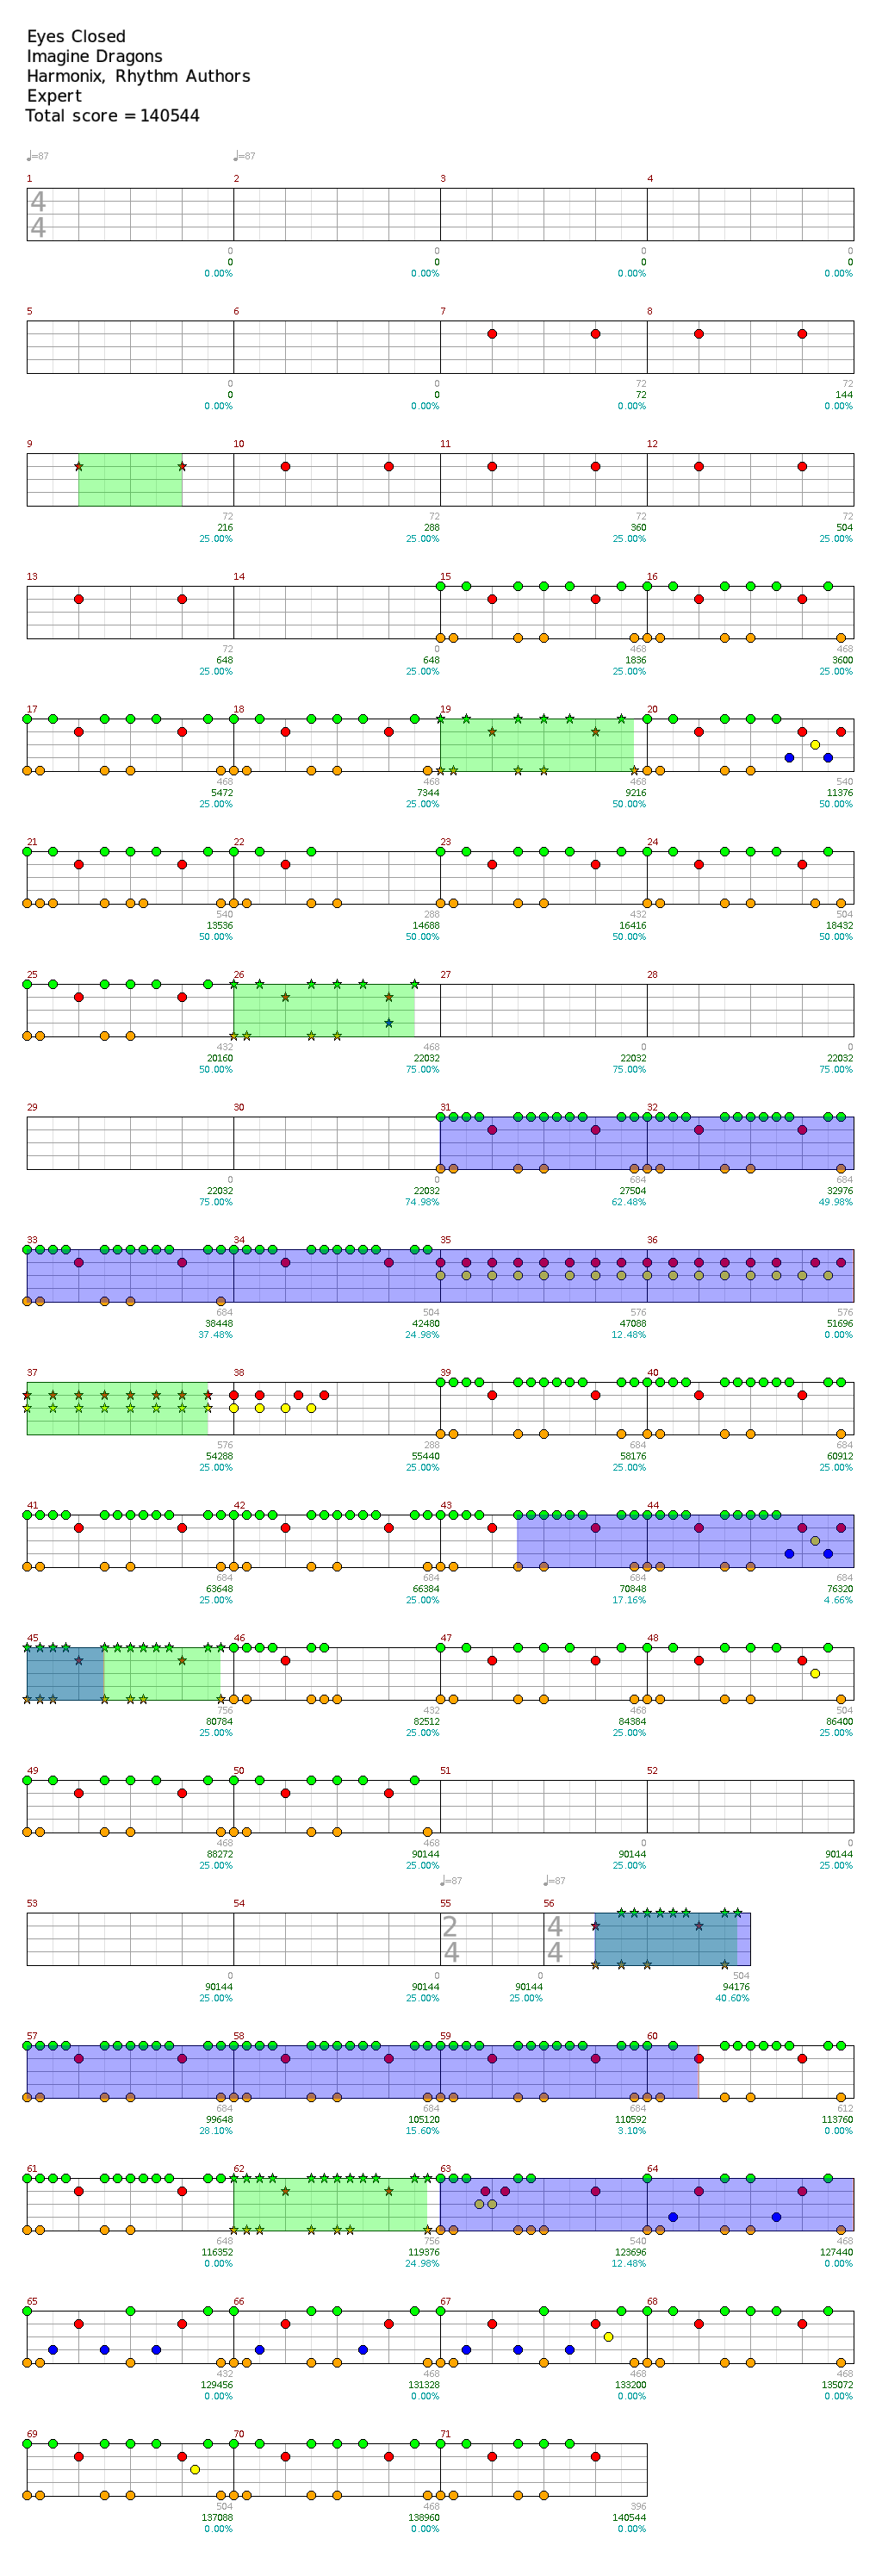 Eyes Closed
Imagine Dragons
Harmonix, Rhythm Authors
Expert
Total score = 140544
♩=87 ♩=87
1 2 3 4
4
4
0 0 0 0
0 0 0 0
0.00% 0.00% 0.00% 0.00%
5 6 7 8
0 0 72 72
0 0 72 144
0.00% 0.00% 0.00% 0.00%
9 10 11 12
72 72 72 72
216 288 360 504
25.00% 25.00% 25.00% 25.00%
13 14 15 16
72 0 468 468
648 648 1836 3600
25.00% 25.00% 25.00% 25.00%
17 18 19 20
468 468 468 540
5472 7344 9216 11376
25.00% 25.00% 50.00% 50.00%
21 22 23 24
540 288 432 504
13536 14688 16416 18432
50.00% 50.00% 50.00% 50.00%
25 26 27 28
432 468 0 0
20160 22032 22032 22032
50.00% 75.00% 75.00% 75.00%
29 30 31 32
0 0 684 684
22032 22032 27504 32976
75.00% 74.98% 62.48% 49.98%
33 34 35 36
684 504 576 576
38448 42480 47088 51696
37.48% 24.98% 12.48% 0.00%
37 38 39 40
576 288 684 684
54288 55440 58176 60912
25.00% 25.00% 25.00% 25.00%
41 42 43 44
684 684 684 684
63648 66384 70848 76320
25.00% 25.00% 17.16% 4.66%
45 46 47 48
756 432 468 504
80784 82512 84384 86400
25.00% 25.00% 25.00% 25.00%
49 50 51 52
468 468 0 0
88272 90144 90144 90144
25.00% 25.00% 25.00% 25.00%
♩=87 ♩=87
53 54 55 56
2 4
4 4
0 0 0 504
90144 90144 90144 94176
25.00% 25.00% 25.00% 40.60%
57 58 59 60
684 684 684 612
99648 105120 110592 113760
28.10% 15.60% 3.10% 0.00%
61 62 63 64
648 756 540 468
116352 119376 123696 127440
0.00% 24.98% 12.48% 0.00%
65 66 67 68
432 468 468 468
129456 131328 133200 135072
0.00% 0.00% 0.00% 0.00%
69 70 71
504 468 396
137088 138960 140544
0.00% 0.00% 0.00%